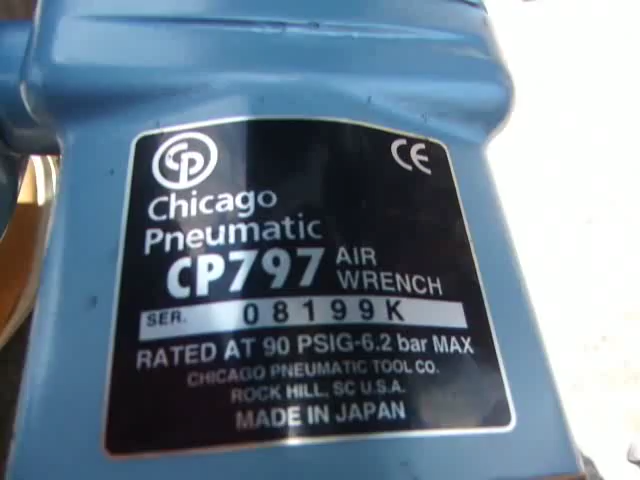 CP
CE
Chicago
Pneumatic
CP797 AIR WRENCH
SER. 08199K
RATED AT 90 PSIG-6.2 bar MAX
CHICAGO PNEUMATIC TOOL CO.
ROCK HILL, SC U.S.A.
MADE IN JAPAN